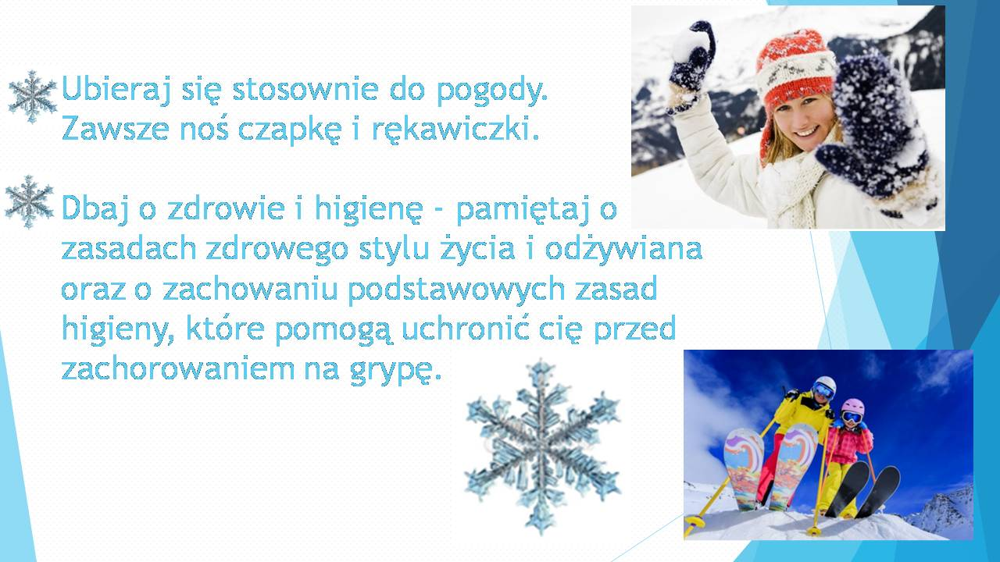 Ubieraj się stosownie do pogody.
Zawsze noś czapkę i rękawiczki.
Dbaj o zdrowie i higienę - pamiętaj o
zasadach zdrowego stylu życia i odżywiana
oraz o zachowaniu podstawowych zasad
higieny, które pomogą uchronić cię przed
zachorowaniem na grypę.